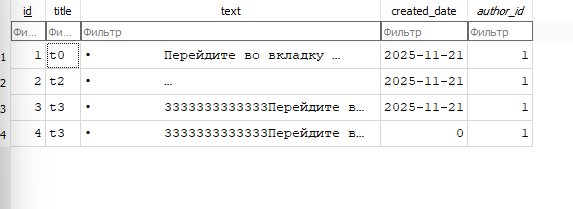 id title text created_date author_id
Фи... Фи... Фильтр Фильтр Фильтр
1 1 t0 • Перейдите во вкладку … 2025-11-21 1
2 2 t2 • … 2025-11-21 1
3 3 t3 • 3333333333333Перейдите в… 2025-11-21 1
4 4 t3 • 3333333333333Перейдите в… 0 1